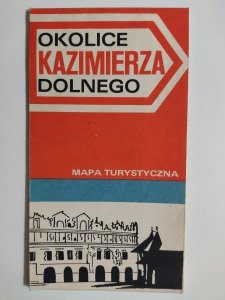 OKOLICE
KAZIMIERZA
DOLNEGO
MAPA TURYSTYCZNA